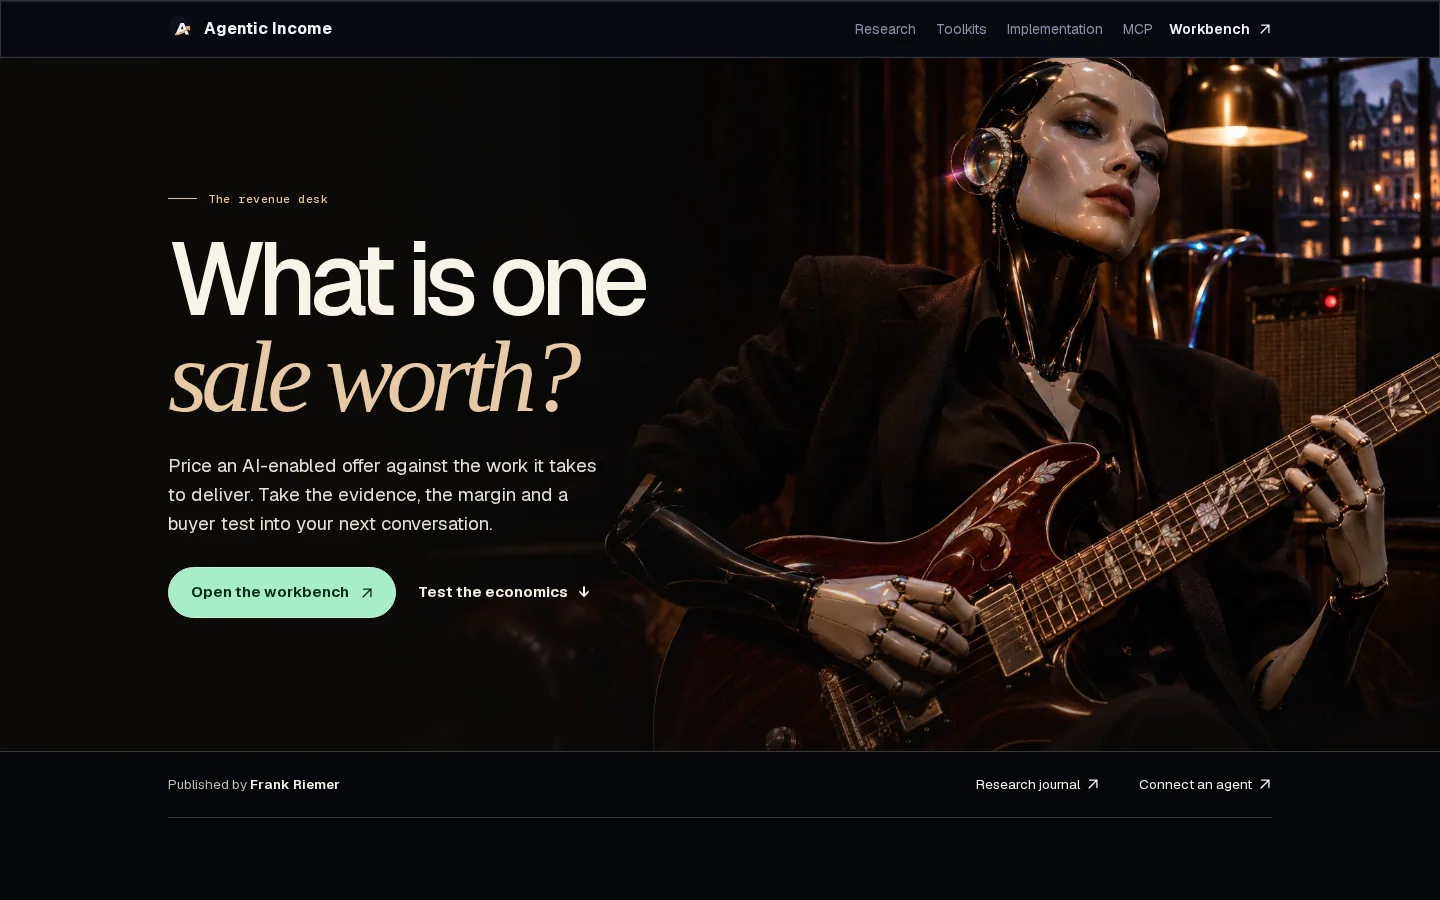 Agentic Income
Research
Toolkits
Implementation
MCP
Workbench
The revenue desk
What is one
sale worth?
Price an AI-enabled offer against the work it takes
to deliver. Take the evidence, the margin and a
buyer test into your next conversation.
Open the workbench
Test the economics
Published by Frank Riemer
Research journal
Connect an agent